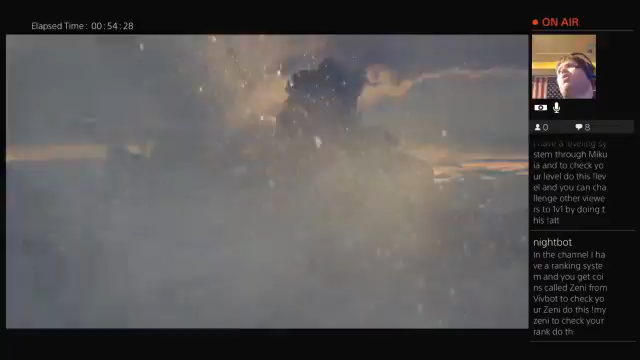 Elapsed Time: 00:54:28
ON AIR
0
8
I have a leveling sy
stem through Miku
ia and to check yo
ur level do this !lev
el and you can cha
llenge other viewe
rs to 1v1 by doing t
his !att
nightbot
In the channel I ha
ve a ranking syste
m and you get coi
ns called Zeni from
Vivbot to check yo
ur Zeni do this !my
zeni to check your
rank do th